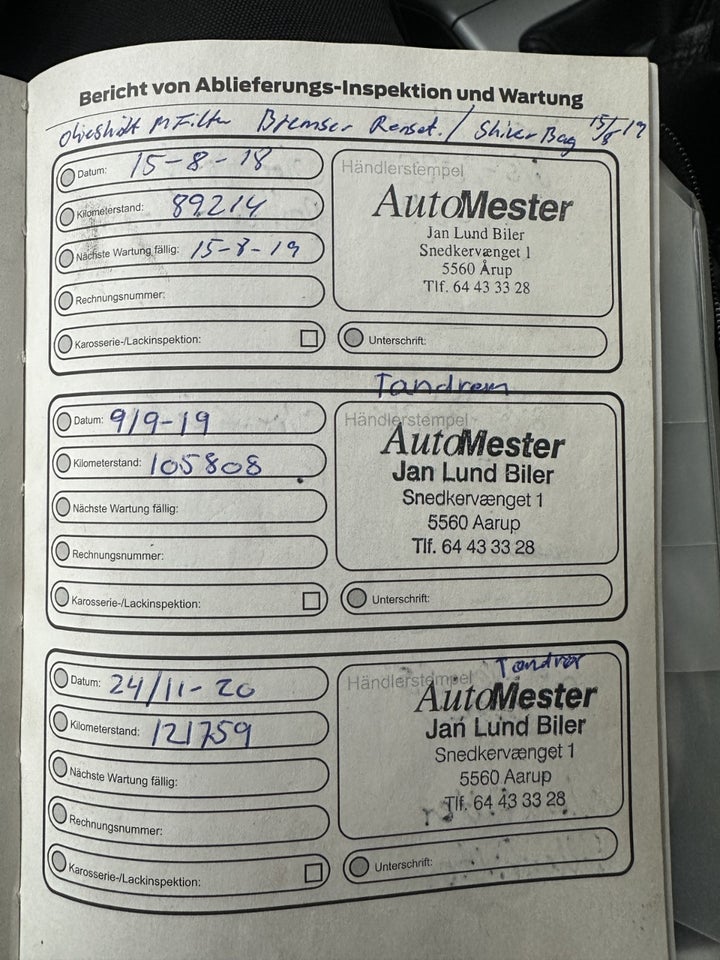 Bericht von Ablieferungs-Inspektion und Wartung
olieskift m Filter Bremser Renset. / Skiver Bag 15/8 19
Datum: 15-8-18
Kilometerstand: 89214
Nächste Wartung fällig: 15-8-19
Rechnungsnummer:
Karosserie-/Lackinspektion:
Händlerstempel
AutoMester
Jan Lund Biler
Snedkervænget 1
5560 Årup
Tlf. 64 43 33 28
Unterschrift:
Tandrem
Datum: 9/9-19
Kilometerstand: 105808
Nächste Wartung fällig:
Rechnungsnummer:
Karosserie-/Lackinspektion:
Händlerstempel
AutoMester
Jan Lund Biler
Snedkervænget 1
5560 Aarup
Tlf. 64 43 33 28
Unterschrift:
Datum: 24/11-20
Kilometerstand: 121759
Nächste Wartung fällig:
Rechnungsnummer:
Karosserie-/Lackinspektion:
Händlerstempel
AutoMester
Jan Lund Biler
Snedkervænget 1
5560 Aarup
Tlf. 64 43 33 28
Unterschrift: